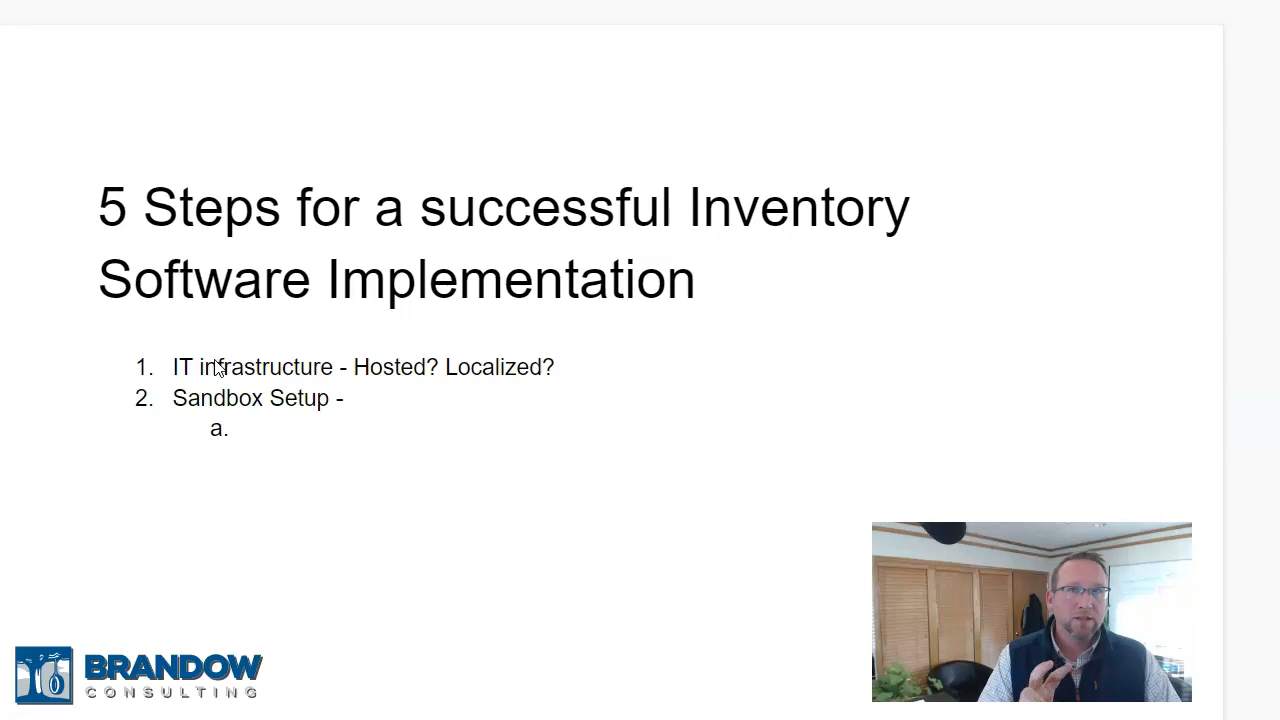 5 Steps for a successful Inventory
Software Implementation
1. IT infrastructure - Hosted? Localized?
2. Sandbox Setup -
a.
BRANDOW
CONSULTING